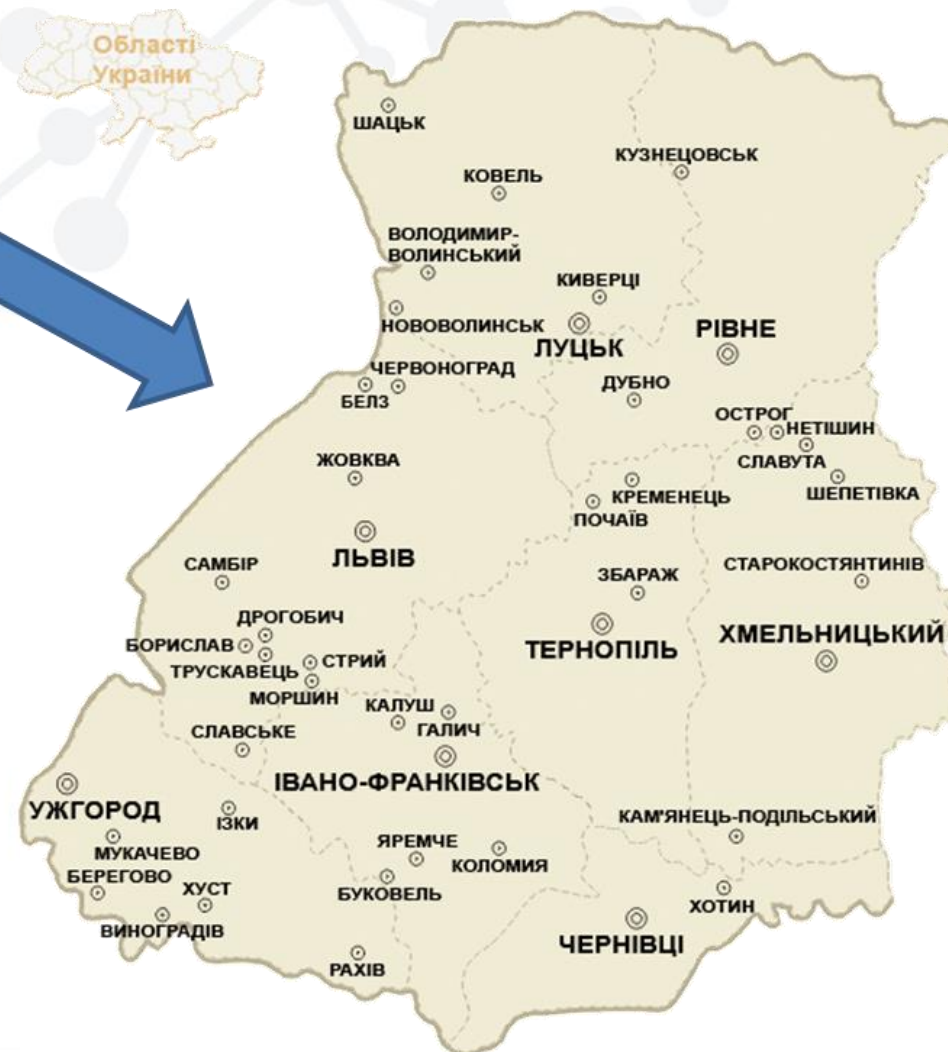 Області
України
ШАЦЬК
КУЗНЕЦОВСЬК
КОВЕЛЬ
ВОЛОДИМИР-
ВОЛИНСЬКИЙ
КИВЕРЦІ
НОВОВОЛИНСЬК
ЛУЦЬК
РІВНЕ
ЧЕРВОНОГРАД
БЕЛЗ
ДУБНО
ОСТРОГ
НЕТІШИН
СЛАВУТА
ЖОВКВА
ШЕПЕТІВКА
КРЕМЕНЕЦЬ
ПОЧАЇВ
ЛЬВІВ
САМБІР
ЗБАРАЖ
СТАРОКОСТЯНТИНІВ
ДРОГОБИЧ
БОРИСЛАВ
ТЕРНОПІЛЬ
ХМЕЛЬНИЦЬКИЙ
ТРУСКАВЕЦЬ
СТРИЙ
МОРШИН
КАЛУШ
ГАЛИЧ
СЛАВСЬКЕ
ІВАНО-ФРАНКІВСЬК
УЖГОРОД
ІЗКИ
КАМ'ЯНЕЦЬ-ПОДІЛЬСЬКИЙ
МУКАЧЕВО
ЯРЕМЧЕ
КОЛОМИЯ
БЕРЕГОВО
ХУСТ
БУКОВЕЛЬ
ХОТИН
ВИНОГРАДІВ
ЧЕРНІВЦІ
РАХІВ